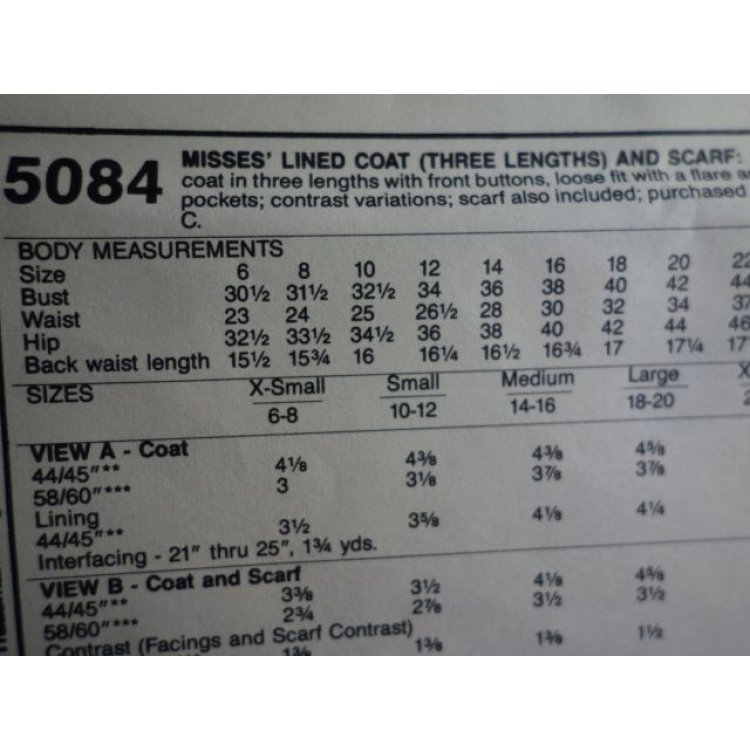 5084 MISSES' LINED COAT (THREE LENGTHS) AND SCARF:
coat in three lengths with front buttons, loose fit with a flare
pockets; contrast variations; scarf also included; purchased
C.
BODY MEASUREMENTS
Size 6 8 10 12 14 16 18 20 22
Bust 30½ 31½ 32½ 34 36 38 40 42 44
Waist 23 24 25 26½ 28 30 32 34 37
Hip 32½ 33½ 34½ 36 38 40 42 44 46
Back waist length 15½ 15¾ 16 16¼ 16½ 16¾ 17 17¼ 17
SIZES X-Small Small Medium Large X
6-8 10-12 14-16 18-20 2
VIEW A - Coat
44/45"** 4⅛ 4⅜ 4⅜ 4⅝
58/60"*** 3 3⅛ 3⅞ 3⅞
Lining
44/45"** 3½ 3⅝ 4⅛ 4¼
Interfacing - 21" thru 25", 1¾ yds.
VIEW B - Coat and Scarf
44/45"** 3⅜ 3½ 4⅛ 4⅝
58/60"*** 2¾ 2⅞ 3½ 3½
Contrast (Facings and Scarf Contrast)
1⅜ 1⅜ 1⅜ 1½